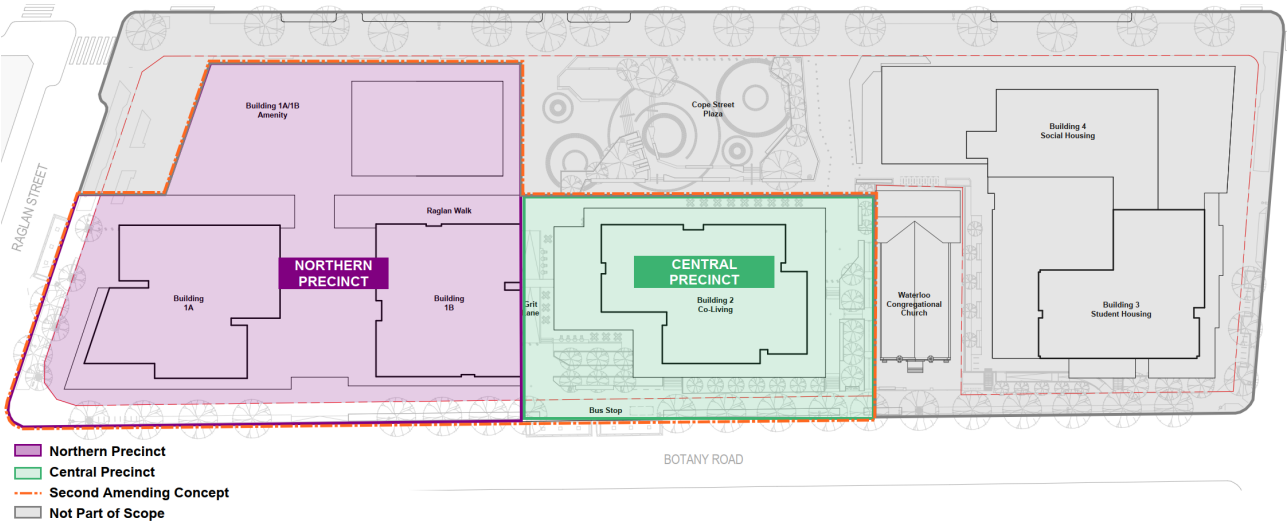 Building 1A/1B
Amenity
Cope Street
Plaza
Building 4
Social Housing
RAGLAN STREET
Raglan Walk
NORTHERN
PRECINCT
CENTRAL
PRECINCT
Building
1A
Building
1B
Grit
Lane
Building 2
Co-Living
Waterloo
Congregational
Church
Building 3
Student Housing
Bus Stop
BOTANY ROAD
Northern Precinct
Central Precinct
Second Amending Concept
Not Part of Scope